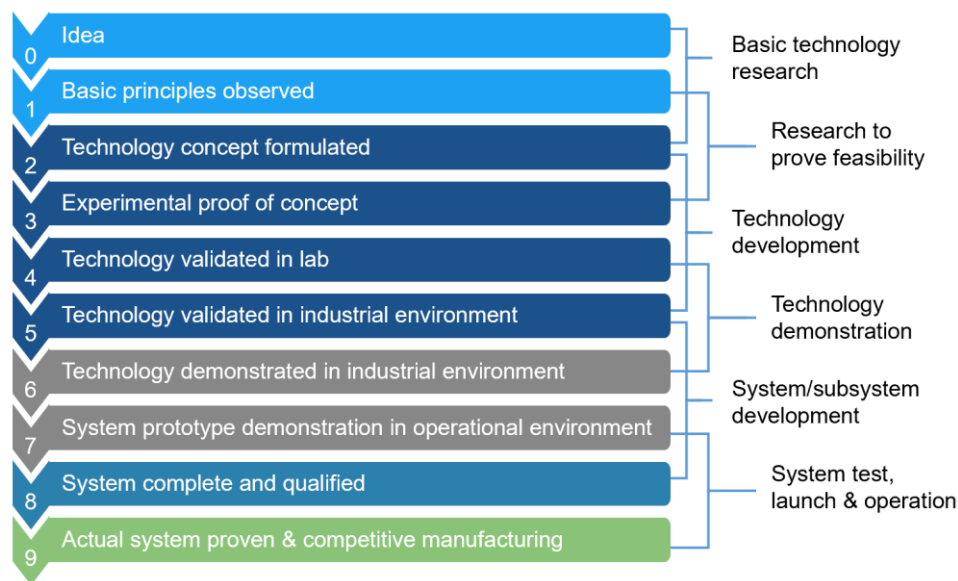 0
Idea
1
Basic principles observed
2
Technology concept formulated
3
Experimental proof of concept
4
Technology validated in lab
5
Technology validated in industrial environment
6
Technology demonstrated in industrial environment
7
System prototype demonstration in operational environment
8
System complete and qualified
9
Actual system proven & competitive manufacturing
Basic technology
research
Research to
prove feasibility
Technology
development
Technology
demonstration
System/subsystem
development
System test,
launch & operation